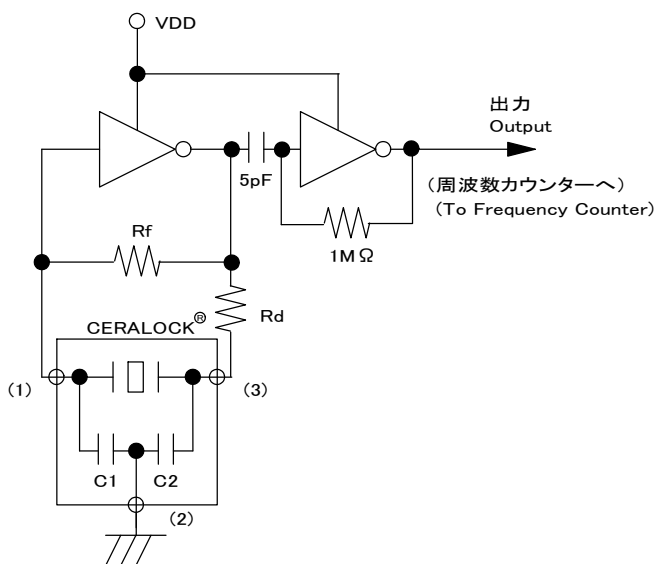 VDD
出力
Output
5pF
(周波数カウンターへ)
(To Frequency Counter)
Rf
1MΩ
Rd
CERALOCK®
(1)
(3)
C1
C2
(2)